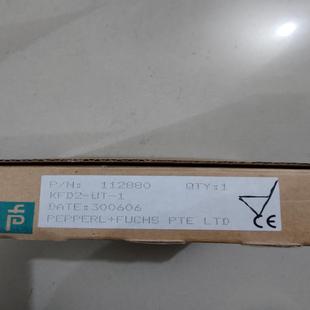 P/N: 112880 QTY:1
KFD2-UT-1
DATE:300606
PEPPERL+FUCHS PTE LTD
CE